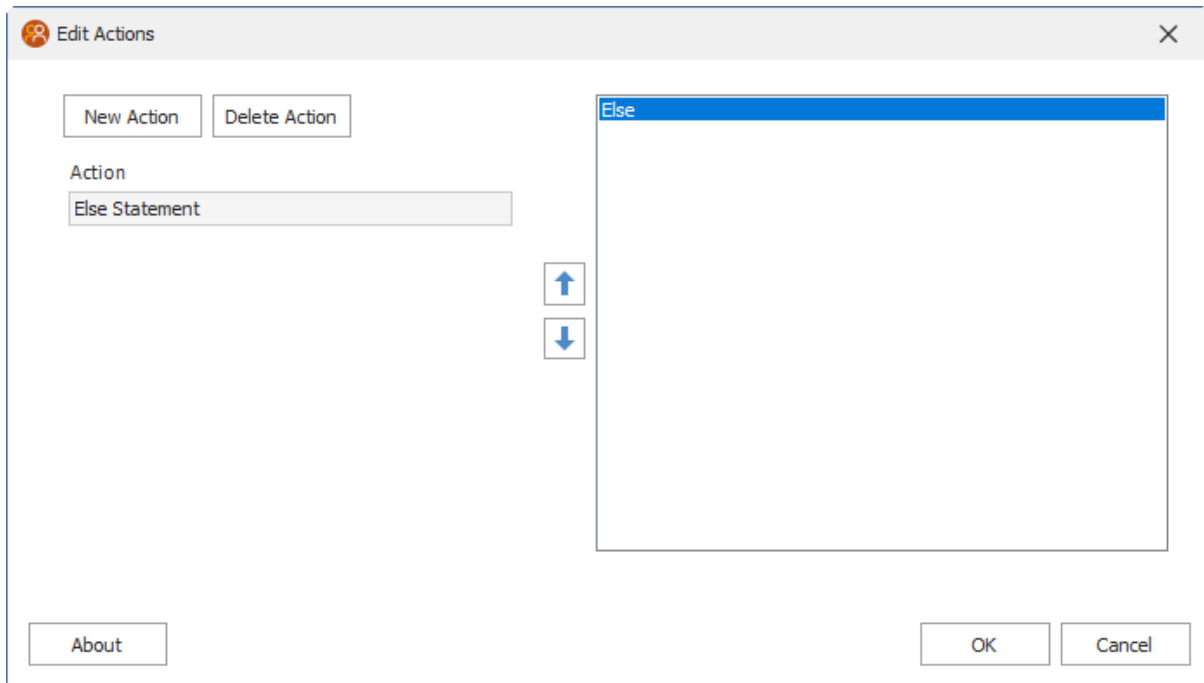 Edit Actions
New Action
Delete Action
Else
Action
Else Statement
About
OK
Cancel